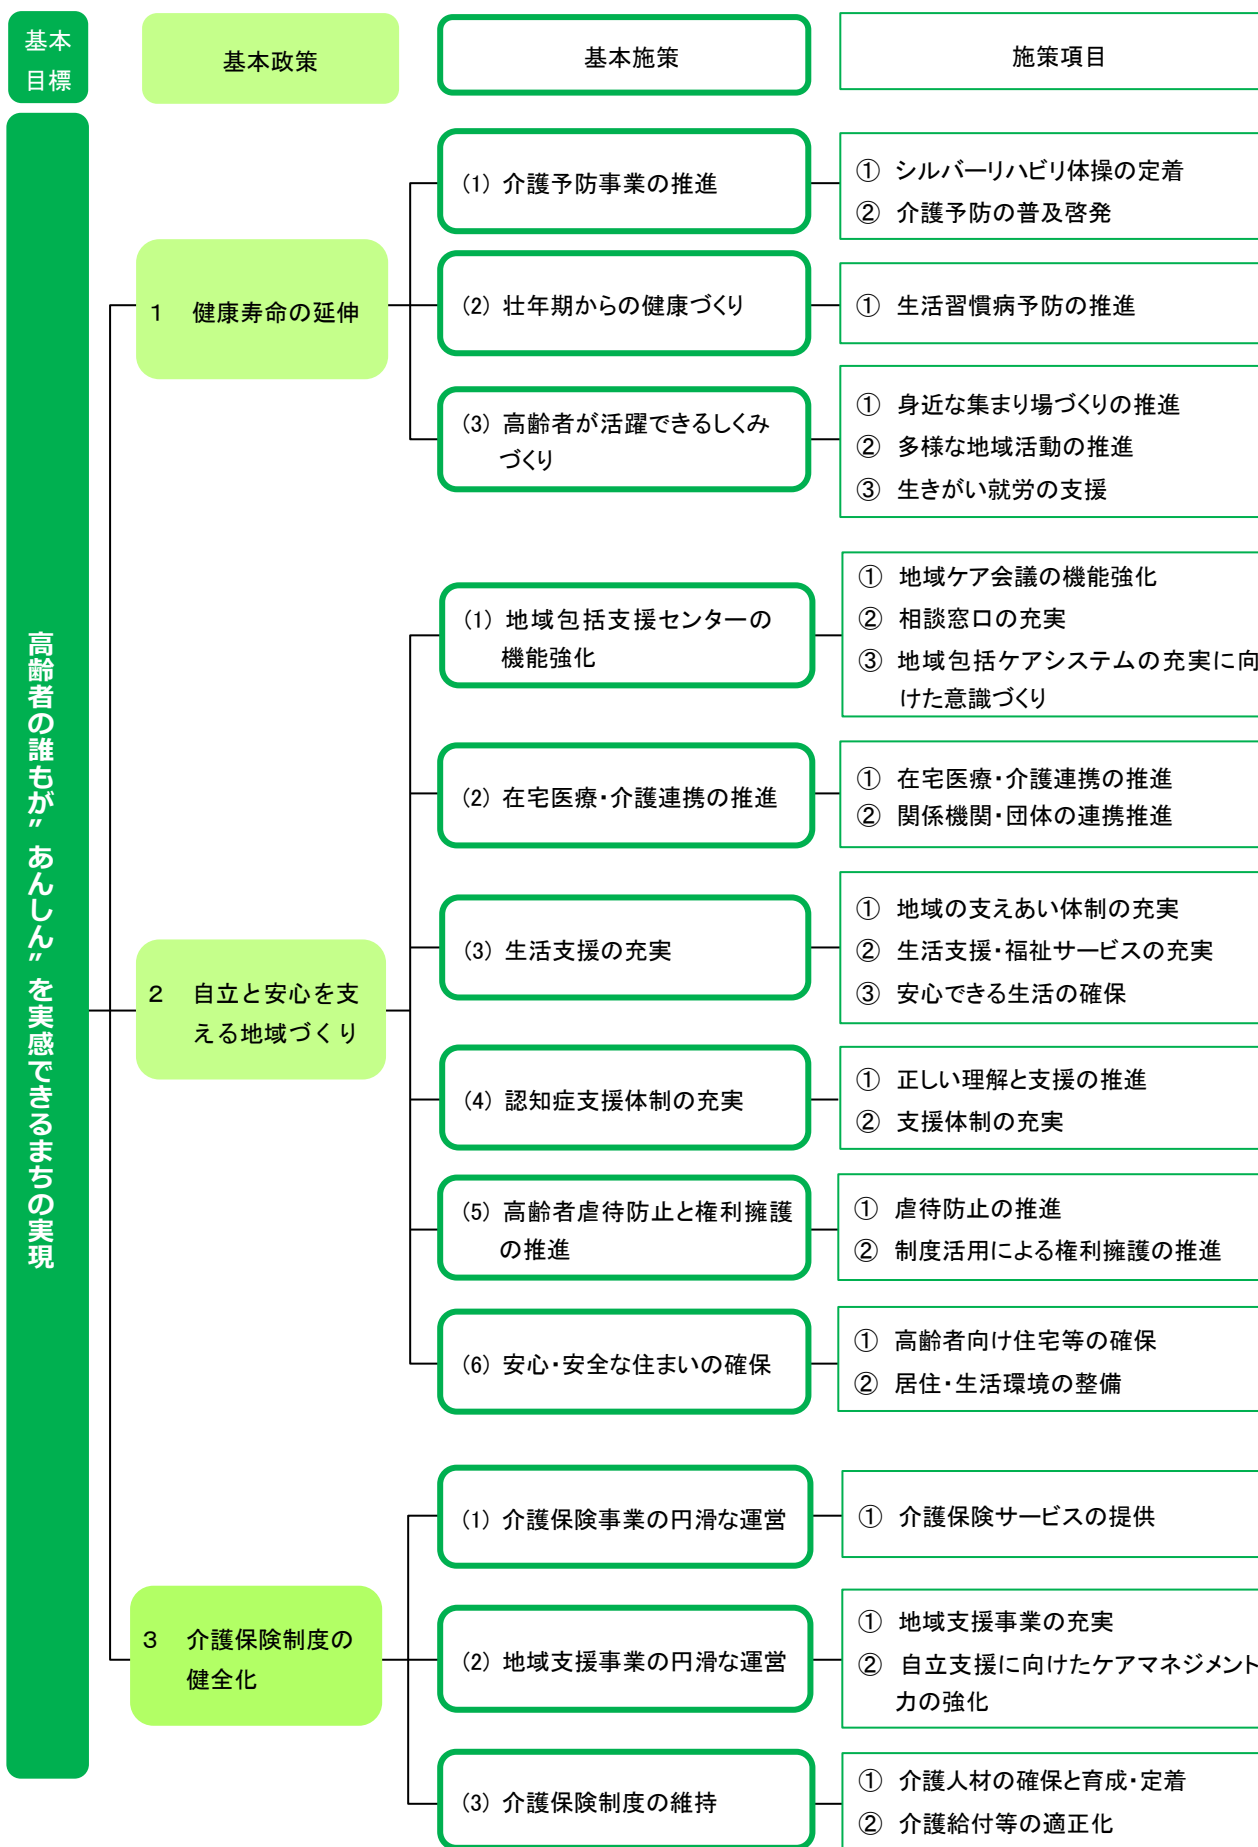 基本
目標
基本政策
基本施策
施策項目
高齢者の誰もが”あんしん”を実感できるまちの実現
1 健康寿命の延伸
(1) 介護予防事業の推進
① シルバーリハビリ体操の定着
② 介護予防の普及啓発
(2) 壮年期からの健康づくり
① 生活習慣病予防の推進
(3) 高齢者が活躍できるしくみ
づくり
① 身近な集まり場づくりの推進
② 多様な地域活動の推進
③ 生きがい就労の支援
2 自立と安心を支
える地域づくり
(1) 地域包括支援センターの
機能強化
① 地域ケア会議の機能強化
② 相談窓口の充実
③ 地域包括ケアシステムの充実に向
けた意識づくり
(2) 在宅医療・介護連携の推進
① 在宅医療・介護連携の推進
② 関係機関・団体の連携推進
(3) 生活支援の充実
① 地域の支えあい体制の充実
② 生活支援・福祉サービスの充実
③ 安心できる生活の確保
(4) 認知症支援体制の充実
① 正しい理解と支援の推進
② 支援体制の充実
(5) 高齢者虐待防止と権利擁護
の推進
① 虐待防止の推進
② 制度活用による権利擁護の推進
(6) 安心・安全な住まいの確保
① 高齢者向け住宅等の確保
② 居住・生活環境の整備
3 介護保険制度の
健全化
(1) 介護保険事業の円滑な運営
① 介護保険サービスの提供
(2) 地域支援事業の円滑な運営
① 地域支援事業の充実
② 自立支援に向けたケアマネジメント
力の強化
(3) 介護保険制度の維持
① 介護人材の確保と育成・定着
② 介護給付等の適正化